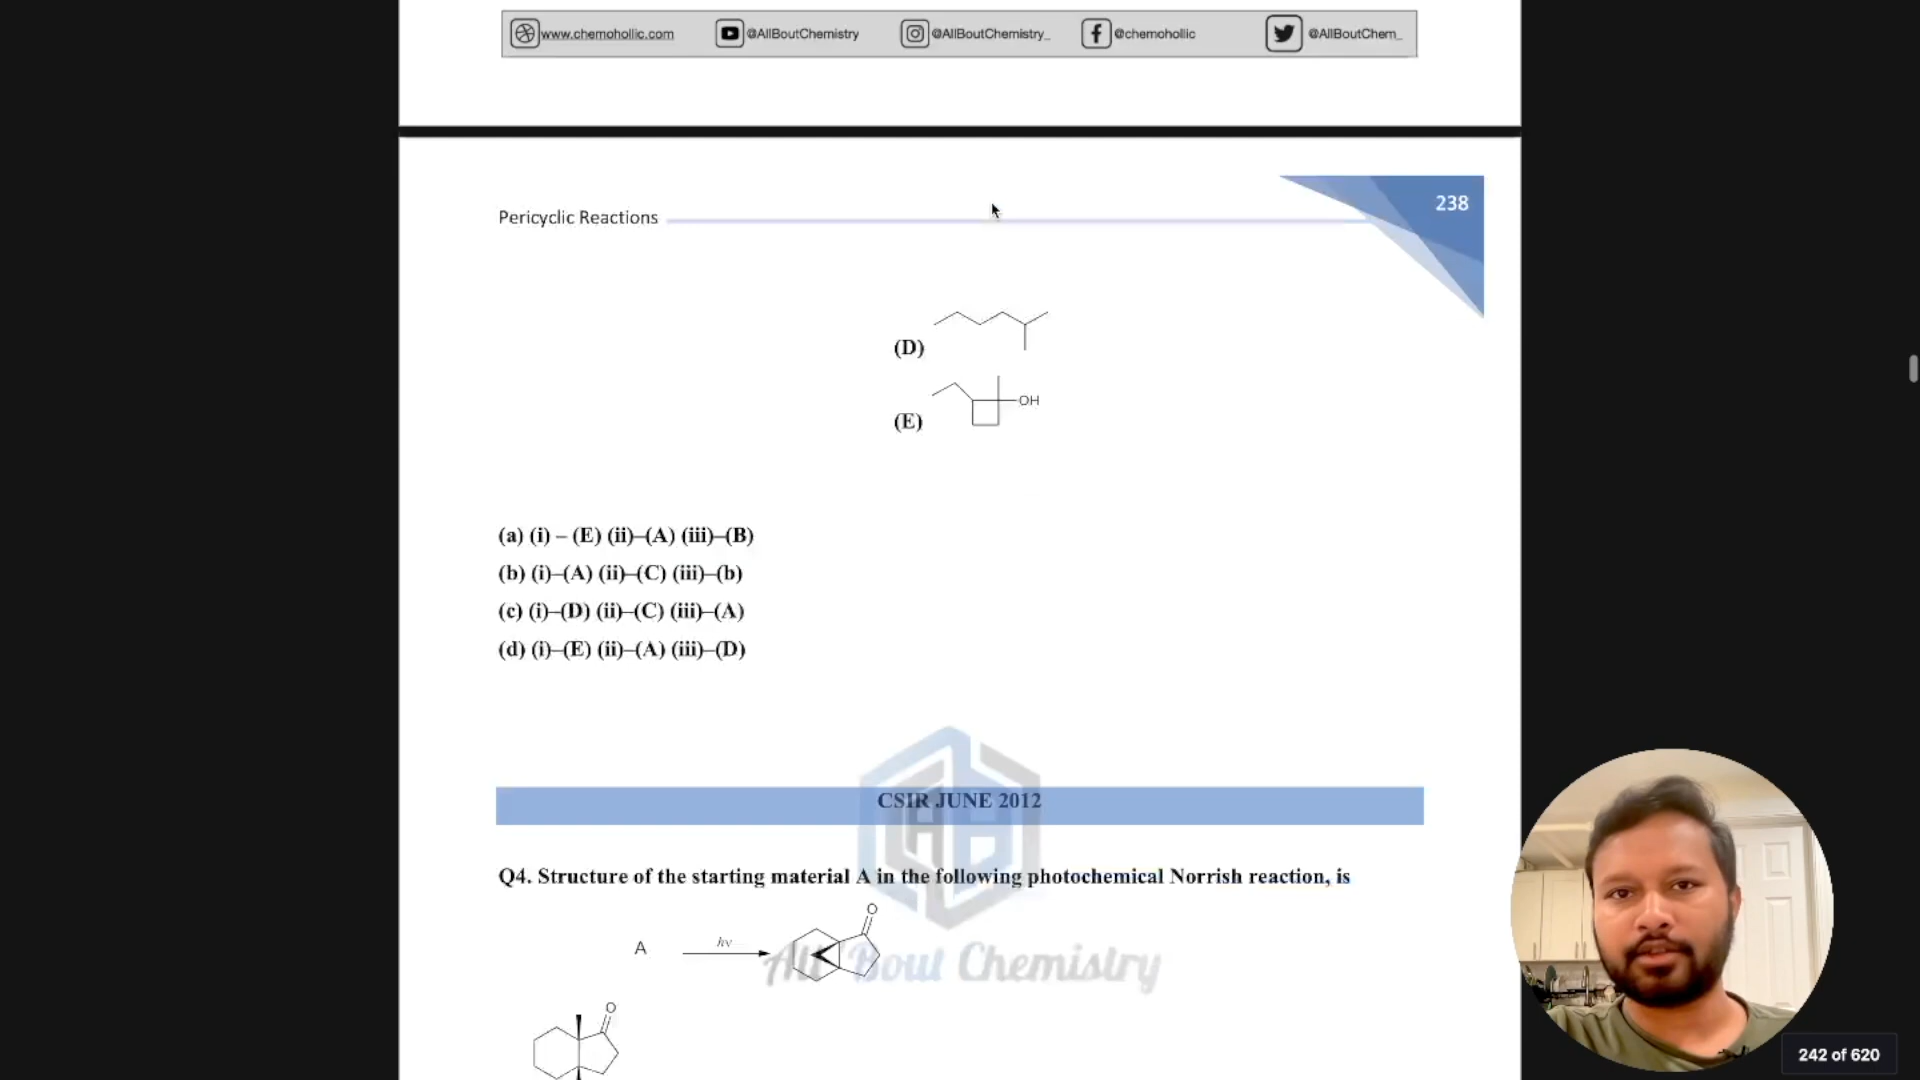 www.chemohollic.com @AllBoutChemistry @AllBoutChemistry_ @chemohollic @AllBoutChem_
Pericyclic Reactions
238
(D)
OH
(E)
(a) (i) – (E) (ii)–(A) (iii)–(B)
(b) (i)–(A) (ii)–(C) (iii)–(b)
(c) (i)–(D) (ii)–(C) (iii)–(A)
(d) (i)–(E) (ii)–(A) (iii)–(D)
CSIR JUNE 2012
Q4. Structure of the starting material A in the following photochemical Norrish reaction, is
O
A hν
All 'Bout Chemistry
O
242 of 620